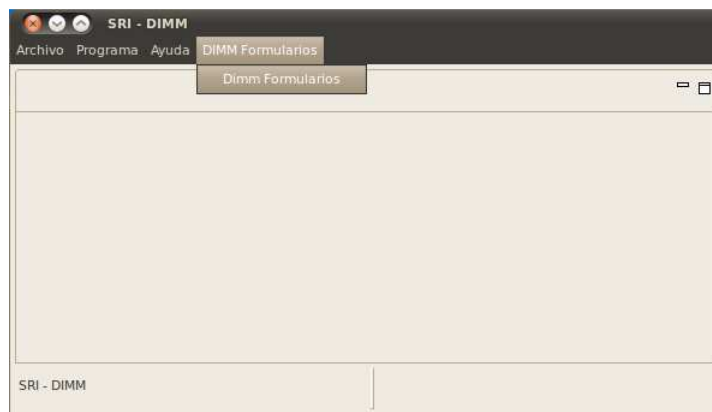 SRI - DIMM
Archivo Programa Ayuda DIMM Formularios
Dimm Formularios
SRI - DIMM